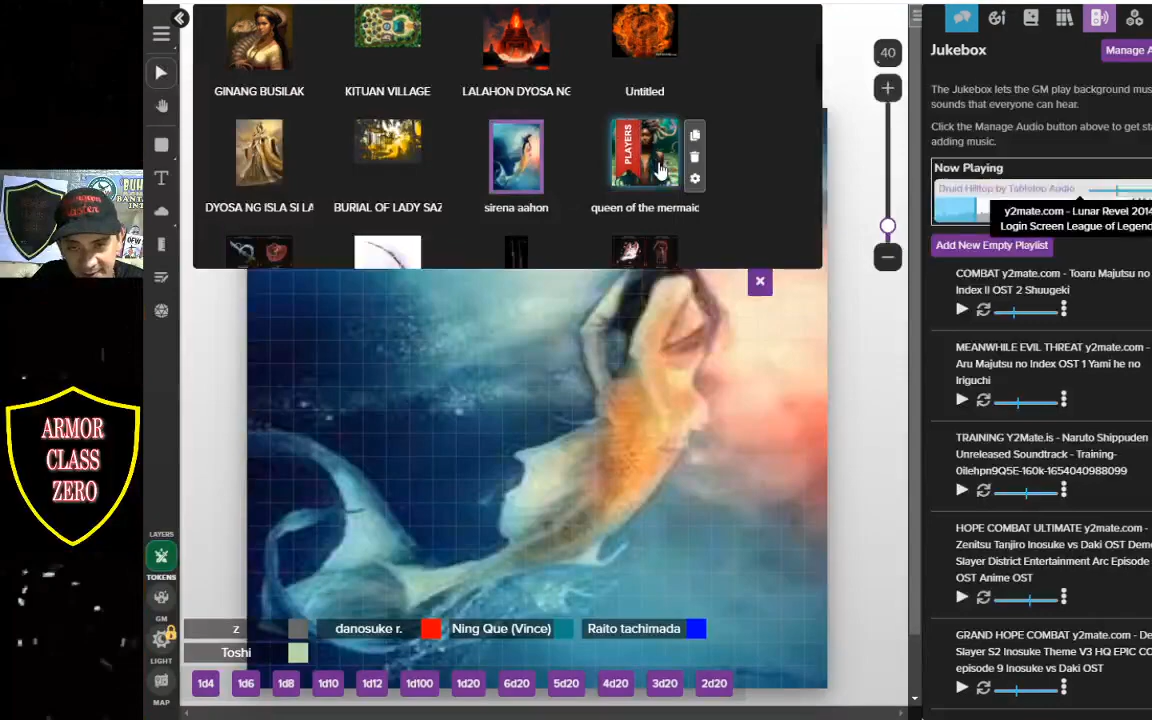 GINANG BUSILAK
KITUAN VILLAGE
LALAHON DYOSA NG
Untitled
PLAYERS
DYOSA NG ISLA SI LA
BURIAL OF LADY SAZ
sirena aahon
queen of the mermaic
40
Jukebox
Manage A
The Jukebox lets the GM play background mus
sounds that everyone can hear.
Click the Manage Audio button above to get sta
adding music.
Now Playing
Druid Hilltop by Tabletop Audio
y2mate.com - Lunar Revel 2014
Login Screen League of Legend
Add New Empty Playlist
COMBAT y2mate.com - Toaru Majutsu no
Index II OST 2 Shuugeki
MEANWHILE EVIL THREAT y2mate.com -
Aru Majutsu no Index OST 1 Yami he no
Iriguchi
TRAINING Y2Mate.is - Naruto Shippuden
Unreleased Soundtrack - Training-
0ilehpn9Q5E-160k-1654040988099
HOPE COMBAT ULTIMATE y2mate.com -
Zenitsu Tanjiro Inosuke vs Daki OST Dem
Slayer District Entertainment Arc Episode
OST Anime OST
GRAND HOPE COMBAT y2mate.com - De
Slayer S2 Inosuke Theme V3 HQ EPIC CO
episode 9 Inosuke vs Daki OST
ARMOR
CLASS
ZERO
LAYERS
TOKENS
GM
LIGHT
MAP
z
danosuke r.
Ning Que (Vince)
Raito tachimada
Toshi
1d4
1d6
1d8
1d10
1d12
1d100
1d20
6d20
5d20
4d20
3d20
2d20